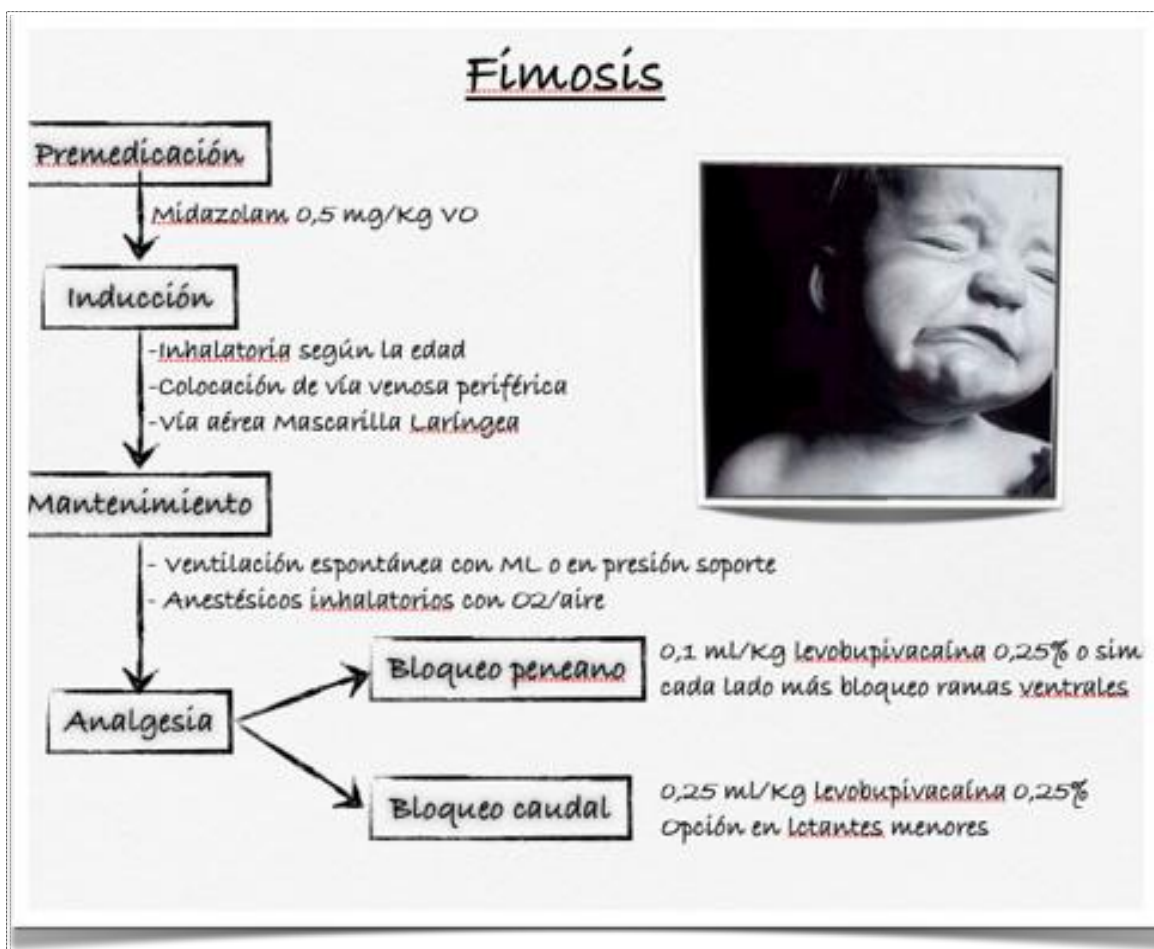 Fimosis
Premedicación
Midazolam 0,5 mg/Kg VO
Inducción
-Inhalatoria según la edad
-Colocación de vía venosa periférica
-Vía aérea Mascarilla Laríngea
Mantenimiento
- Ventilación espontánea con ML o en presión soporte
- Anestésicos inhalatorios con O2/aire
Analgesia
Bloqueo peneano
0,1 ml/Kg levobupivacaína 0,25% o sim
cada lado más bloqueo ramas ventrales
Bloqueo caudal
0,25 ml/Kg levobupivacaína 0,25%
Opción en lctantes menores